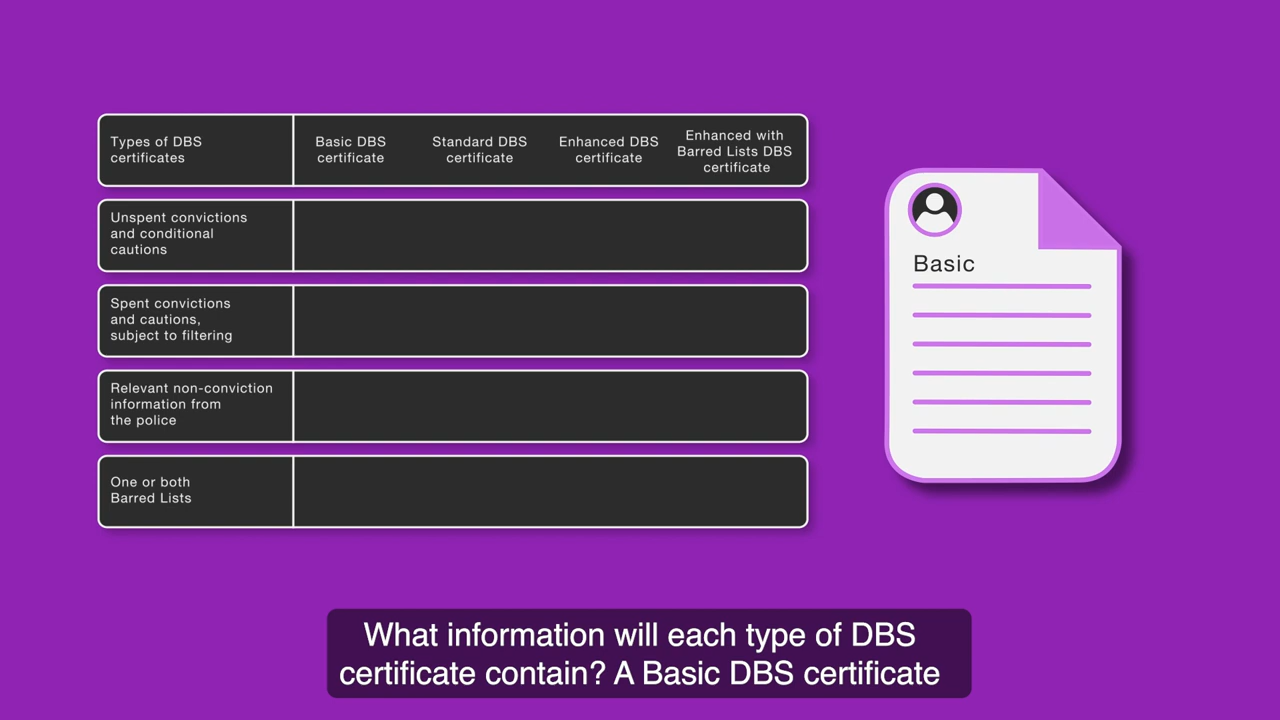 Types of DBS
certificates
Basic DBS
certificate
Standard DBS
certificate
Enhanced DBS
certificate
Enhanced with
Barred Lists DBS
certificate
Unspent convictions
and conditional
cautions
Spent convictions
and cautions,
subject to filtering
Relevant non-conviction
information from
the police
One or both
Barred Lists
Basic
What information will each type of DBS
certificate contain? A Basic DBS certificate